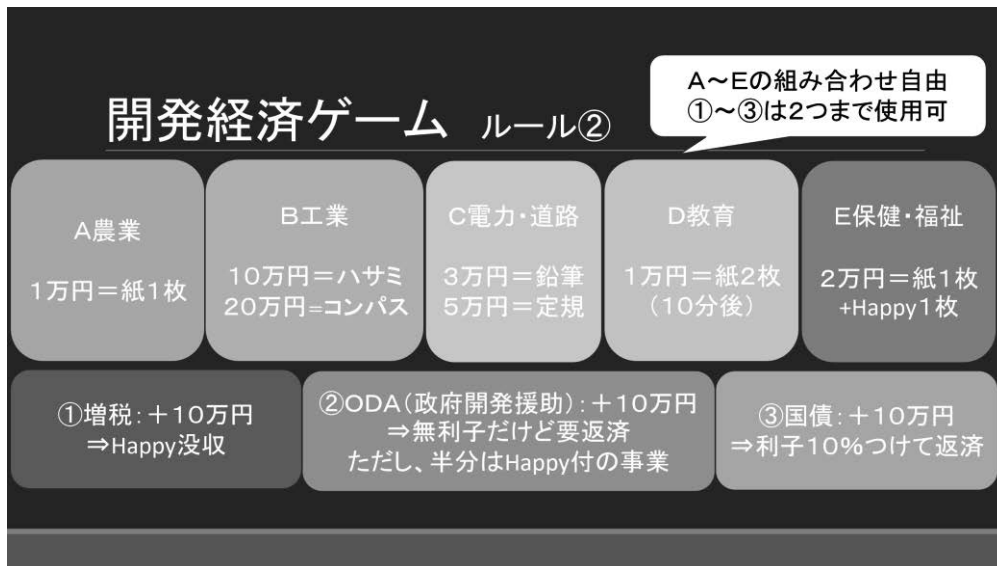 A～Eの組み合わせ自由
①～③は2つまで使用可
開発経済ゲーム ルール②
A農業
1万円＝紙1枚
B工業
10万円＝ハサミ
20万円=コンパス
C電力・道路
3万円＝鉛筆
5万円＝定規
D教育
1万円＝紙2枚
(10分後)
E保健・福祉
2万円＝紙1枚
+Happy1枚
①増税：＋10万円
⇒Happy没収
②ODA(政府開発援助)：＋10万円
⇒無利子だけど要返済
ただし、半分はHappy付の事業
③国債：＋10万円
⇒利子10%つけて返済